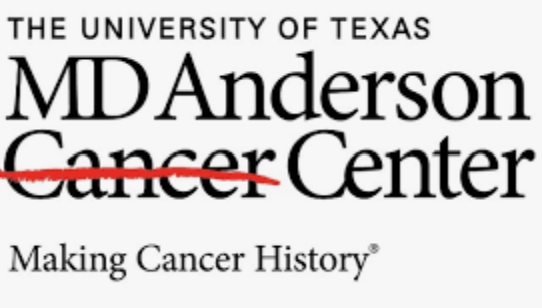 THE UNIVERSITY OF TEXAS
MD Anderson
Cancer Center
Making Cancer History®